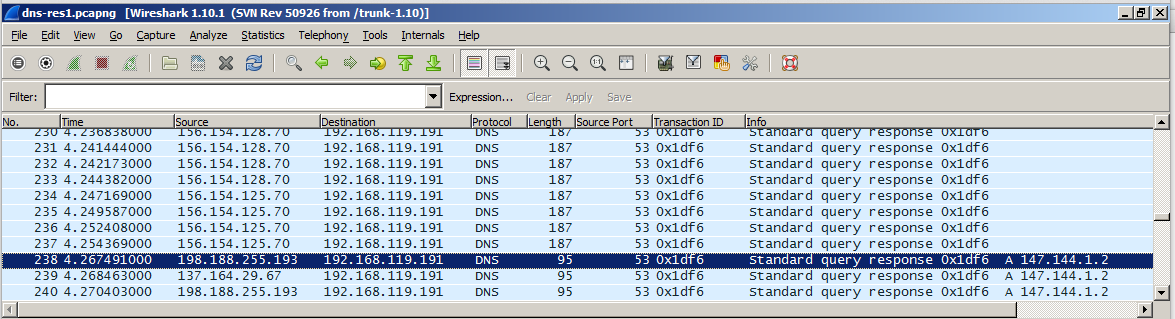 dns-res1.pcapng [Wireshark 1.10.1 (SVN Rev 50926 from /trunk-1.10)]
File Edit View Go Capture Analyze Statistics Telephony Tools Internals Help
Filter: Expression... Clear Apply Save
No. Time Source Destination Protocol Length Source Port Transaction ID Info
230 4.236838000 156.154.128.70 192.168.119.191 DNS 187 53 0x1df6 Standard query response 0x1df6
231 4.241444000 156.154.128.70 192.168.119.191 DNS 187 53 0x1df6 Standard query response 0x1df6
232 4.242173000 156.154.128.70 192.168.119.191 DNS 187 53 0x1df6 Standard query response 0x1df6
233 4.244382000 156.154.128.70 192.168.119.191 DNS 187 53 0x1df6 Standard query response 0x1df6
234 4.247169000 156.154.125.70 192.168.119.191 DNS 187 53 0x1df6 Standard query response 0x1df6
235 4.249587000 156.154.125.70 192.168.119.191 DNS 187 53 0x1df6 Standard query response 0x1df6
236 4.252408000 156.154.125.70 192.168.119.191 DNS 187 53 0x1df6 Standard query response 0x1df6
237 4.254369000 156.154.125.70 192.168.119.191 DNS 187 53 0x1df6 Standard query response 0x1df6
238 4.267491000 198.188.255.193 192.168.119.191 DNS 95 53 0x1df6 Standard query response 0x1df6 A 147.144.1.2
239 4.268463000 137.164.29.67 192.168.119.191 DNS 95 53 0x1df6 Standard query response 0x1df6 A 147.144.1.2
240 4.270403000 198.188.255.193 192.168.119.191 DNS 95 53 0x1df6 Standard query response 0x1df6 A 147.144.1.2